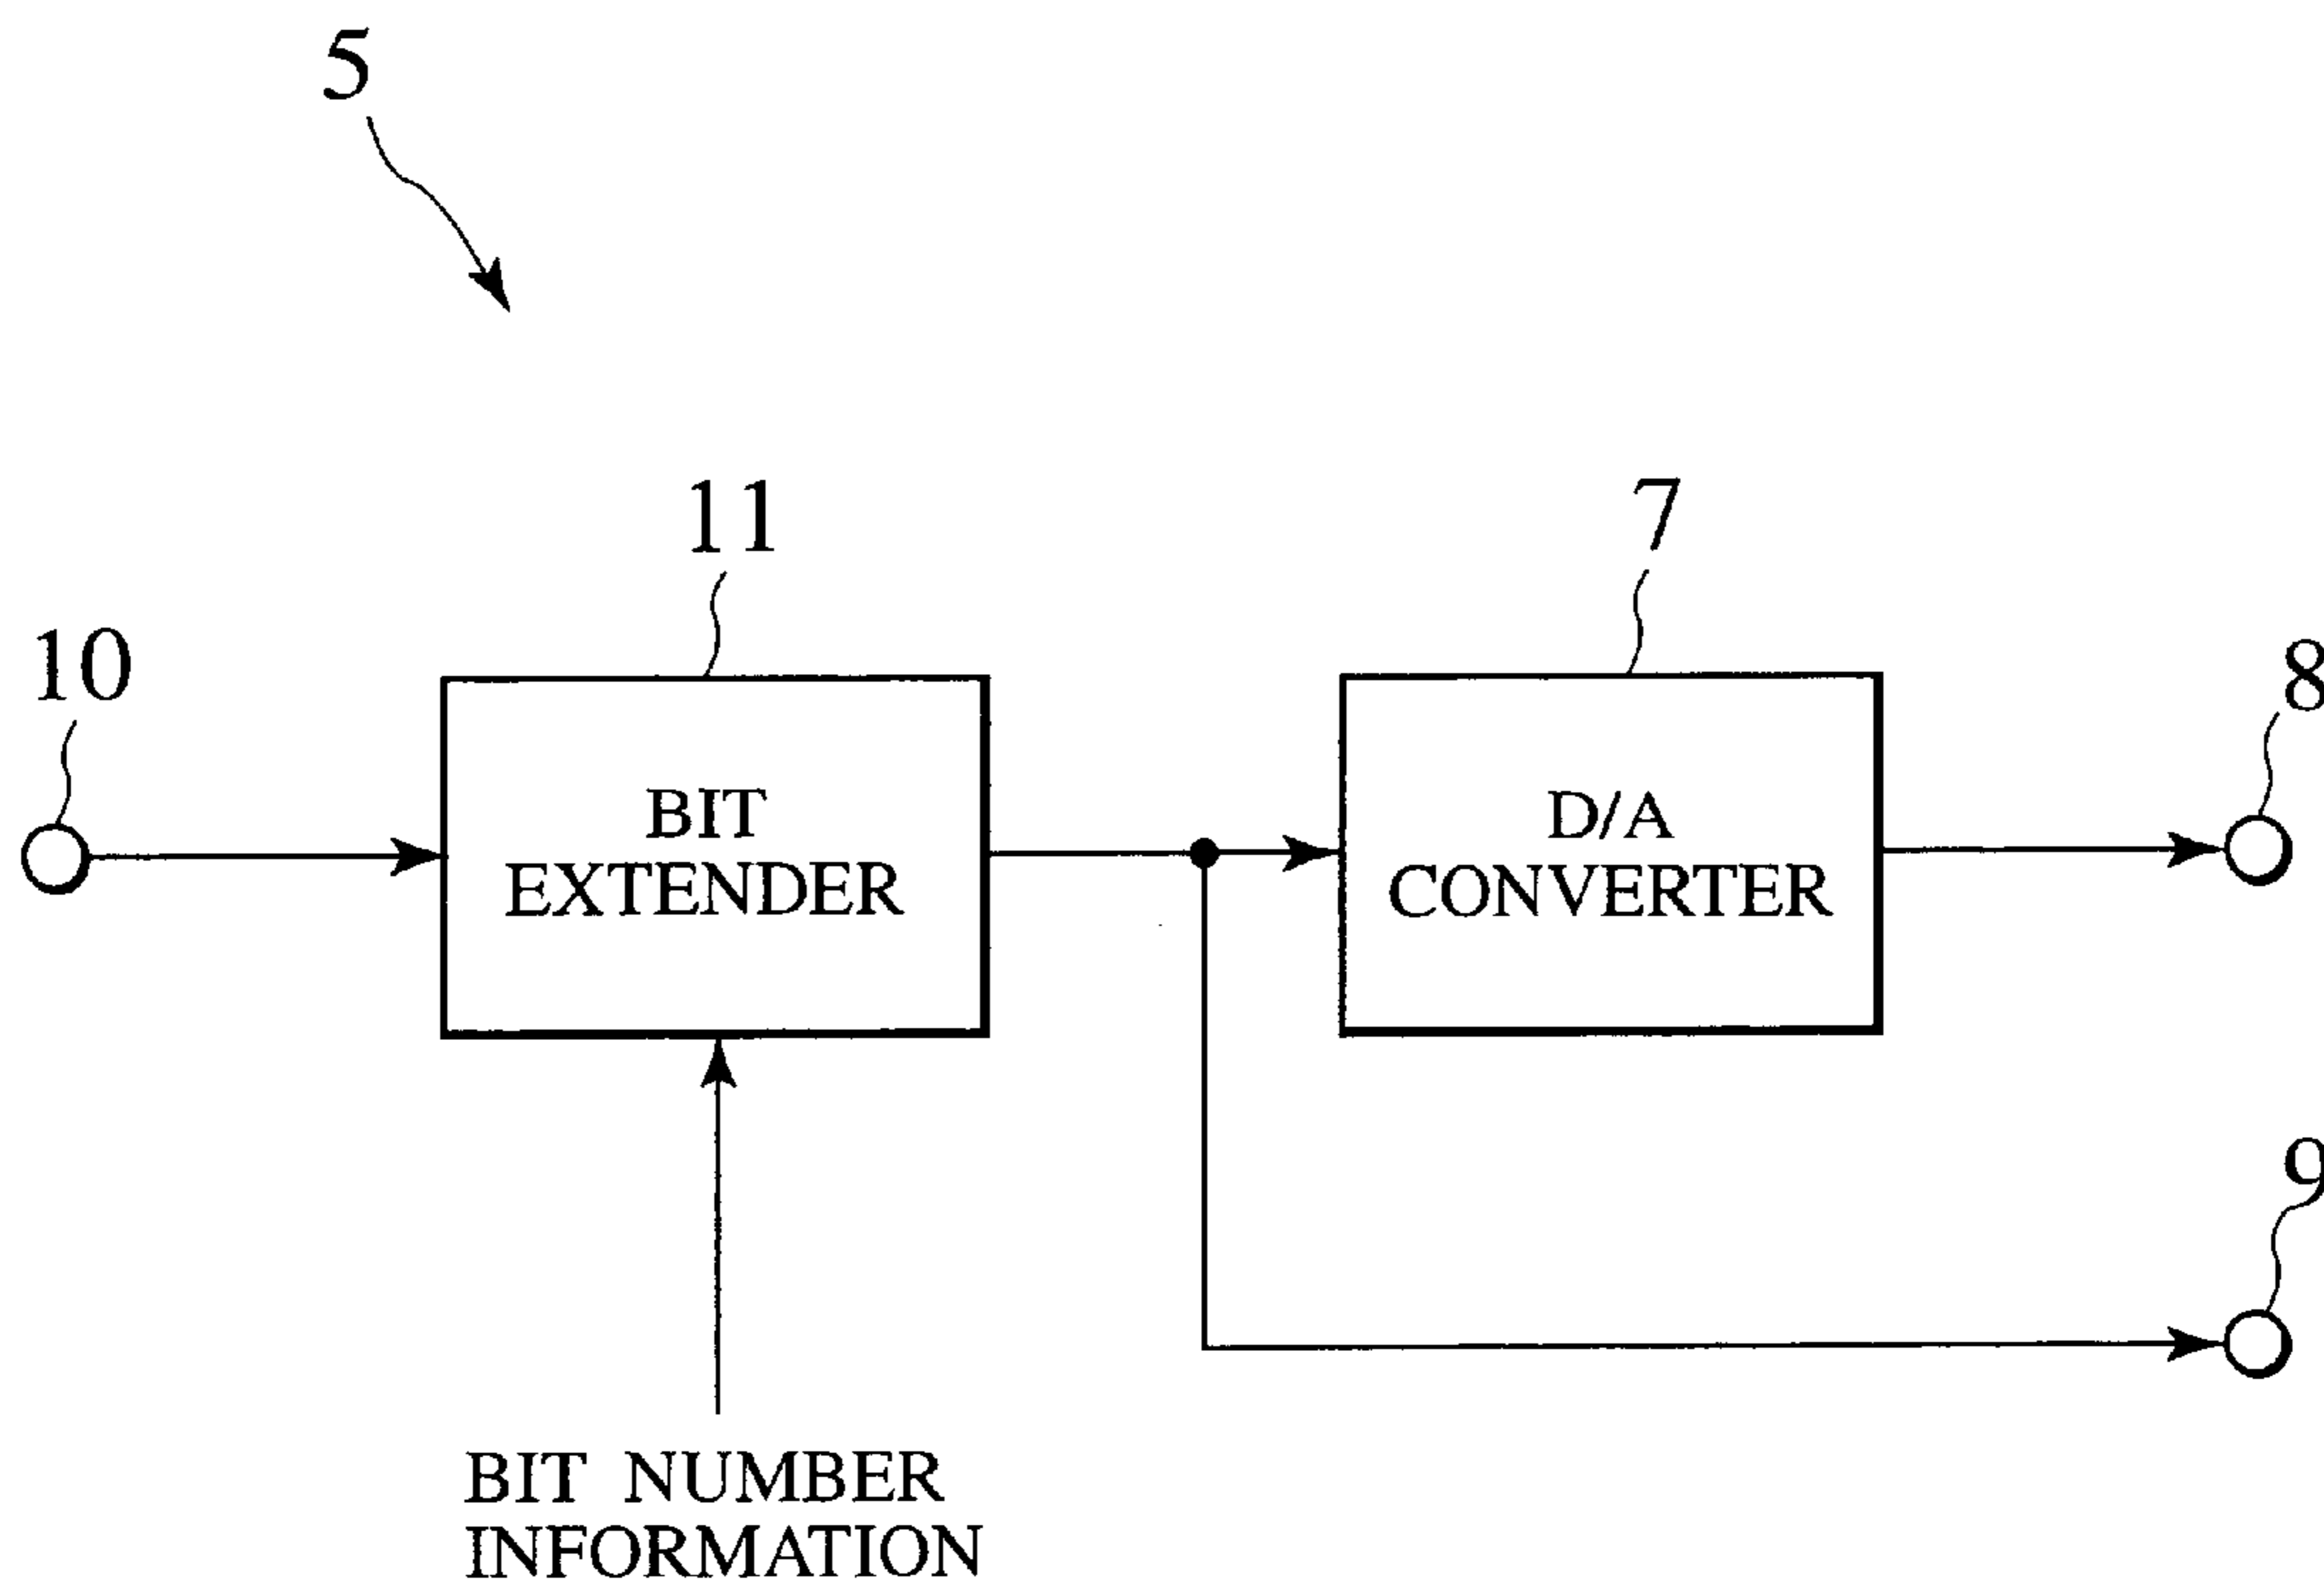 5
11
7
10
8
BIT
EXTENDER
D/A
CONVERTER
9
BIT NUMBER
INFORMATION